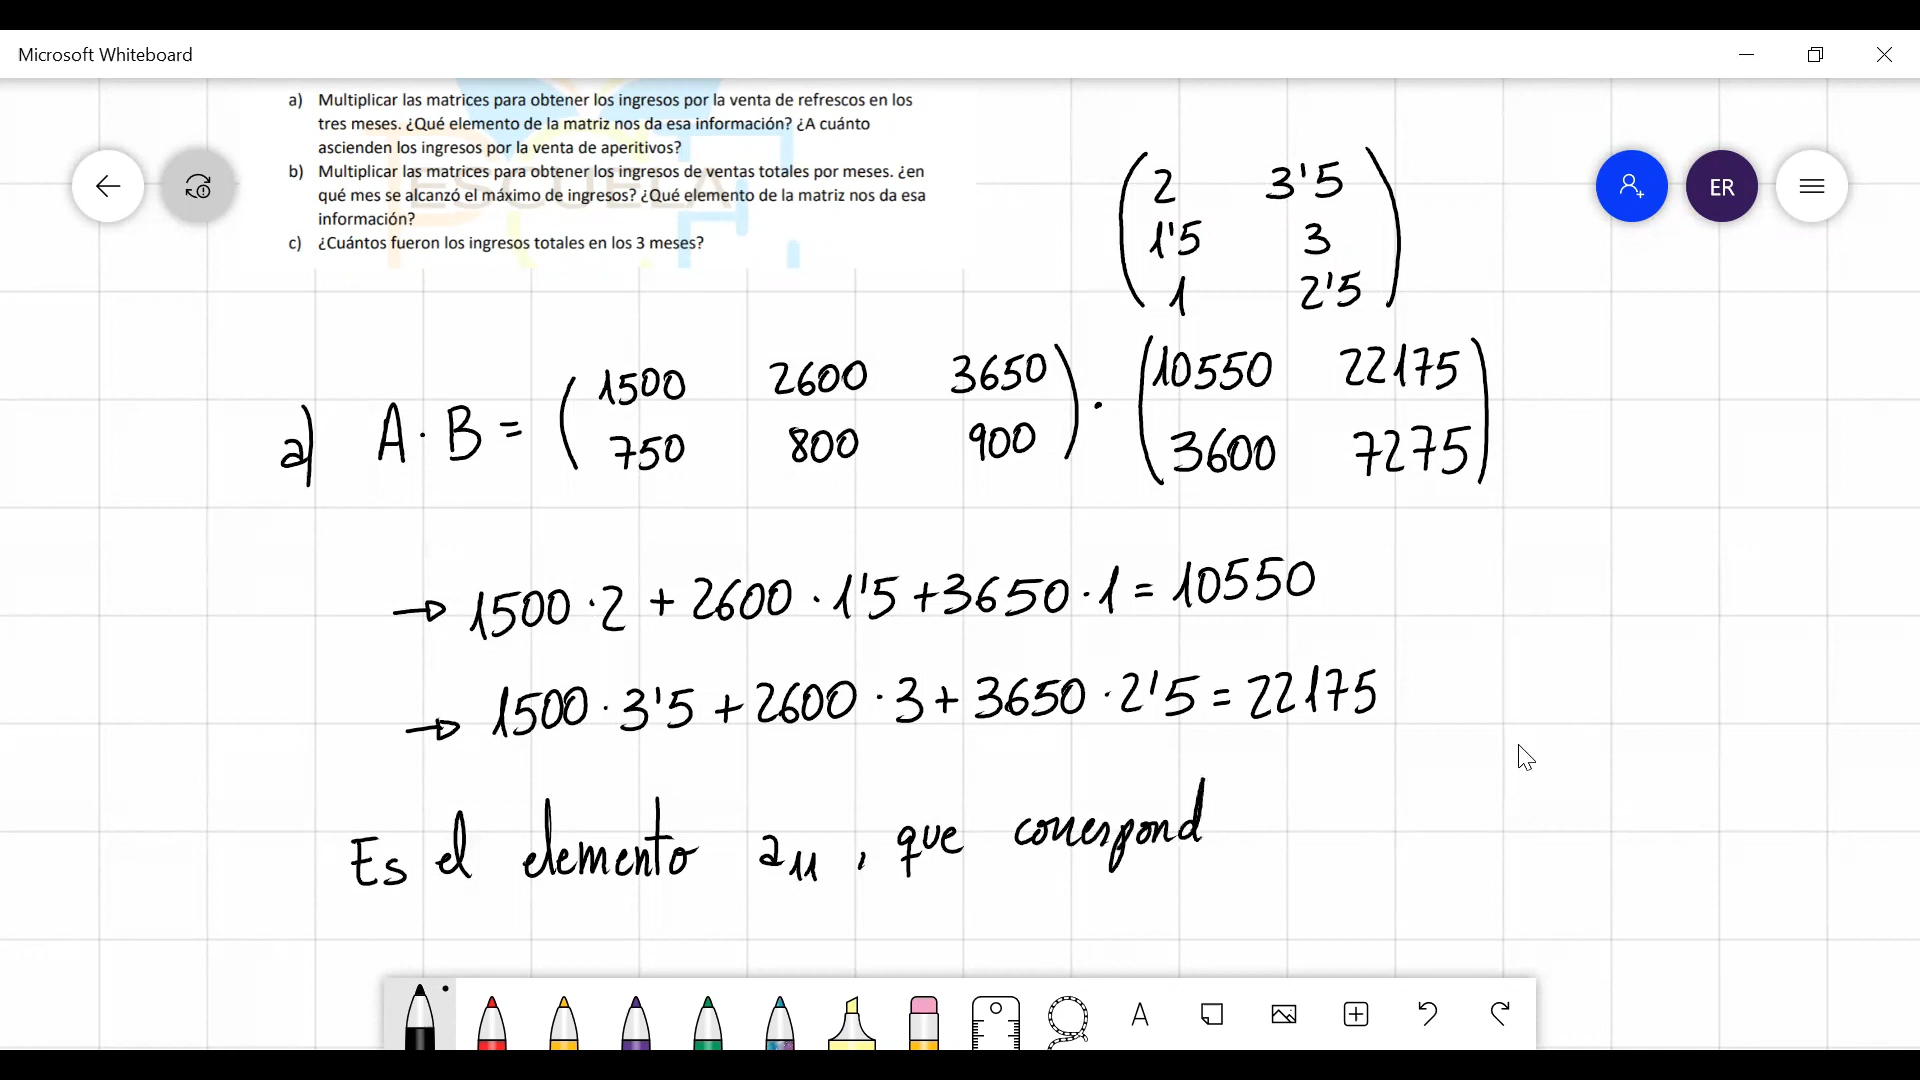 Microsoft Whiteboard
a) Multiplicar las matrices para obtener los ingresos por la venta de refrescos en los
tres meses. ¿Qué elemento de la matriz nos da esa información? ¿A cuánto
ascienden los ingresos por la venta de aperitivos?
b) Multiplicar las matrices para obtener los ingresos de ventas totales por meses. ¿en
qué mes se alcanzó el máximo de ingresos? ¿Qué elemento de la matriz nos da esa
información?
c) ¿Cuántos fueron los ingresos totales en los 3 meses?
ESCUELA
ER
2 3'5
1'5 3
1 2'5
a) A · B = ( 1500 2600 3650 ) · ( 10550 22175 )
750 800 900 3600 7275
→ 1500 · 2 + 2600 · 1'5 + 3650 · 1 = 10550
→ 1500 · 3'5 + 2600 · 3 + 3650 · 2'5 = 22175
Es el elemento a11, que correspond
A